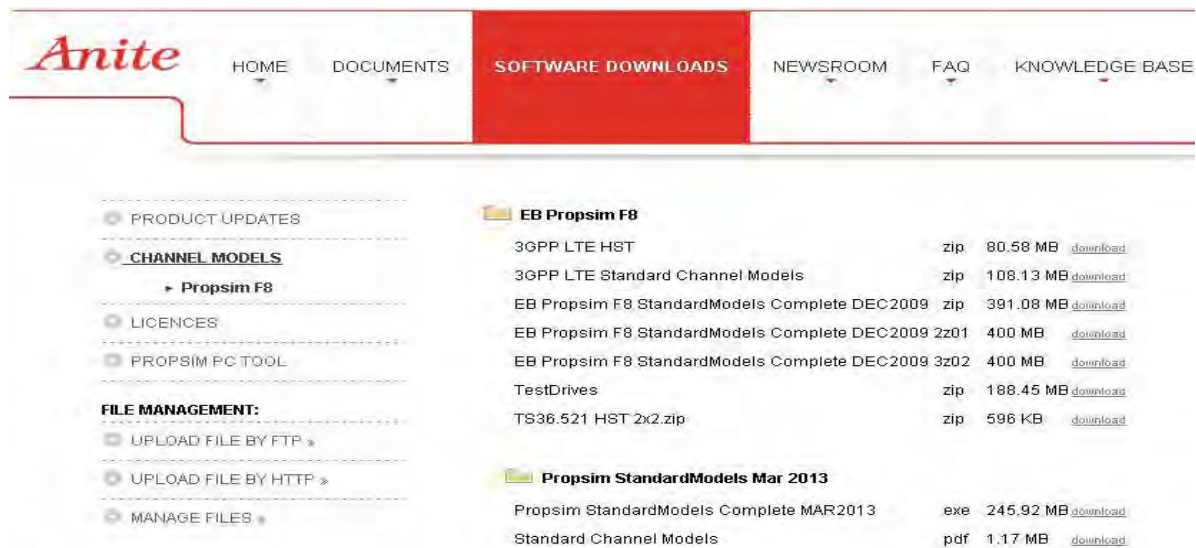 Anite
HOME DOCUMENTS SOFTWARE DOWNLOADS NEWSROOM FAQ KNOWLEDGE BASE
PRODUCT UPDATES
CHANNEL MODELS
Propsim F8
LICENCES
PROPSIM PC TOOL
FILE MANAGEMENT:
UPLOAD FILE BY FTP »
UPLOAD FILE BY HTTP »
MANAGE FILES »
EB Propsim F8
3GPP LTE HST zip 80.58 MB download
3GPP LTE Standard Channel Models zip 108.13 MB download
EB Propsim F8 StandardModels Complete DEC2009 zip 391.08 MB download
EB Propsim F8 StandardModels Complete DEC2009 2 z01 400 MB download
EB Propsim F8 StandardModels Complete DEC2009 3 z02 400 MB download
TestDrives zip 188.45 MB download
TS36.521 HST 2x2.zip zip 596 KB download
Propsim StandardModels Mar 2013
Propsim StandardModels Complete MAR2013 exe 245.92 MB download
Standard Channel Models pdf 1.17 MB download